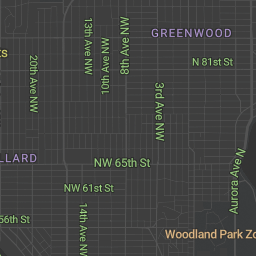 GREENWOOD
13th Ave NW
10th Ave NW
8th Ave NW
20th Ave NW
N 81st St
3rd Ave NW
LLARD
NW 65th St
NW 61st St
14th Ave NW
56th St
Aurora Ave N
Woodland Park Zo